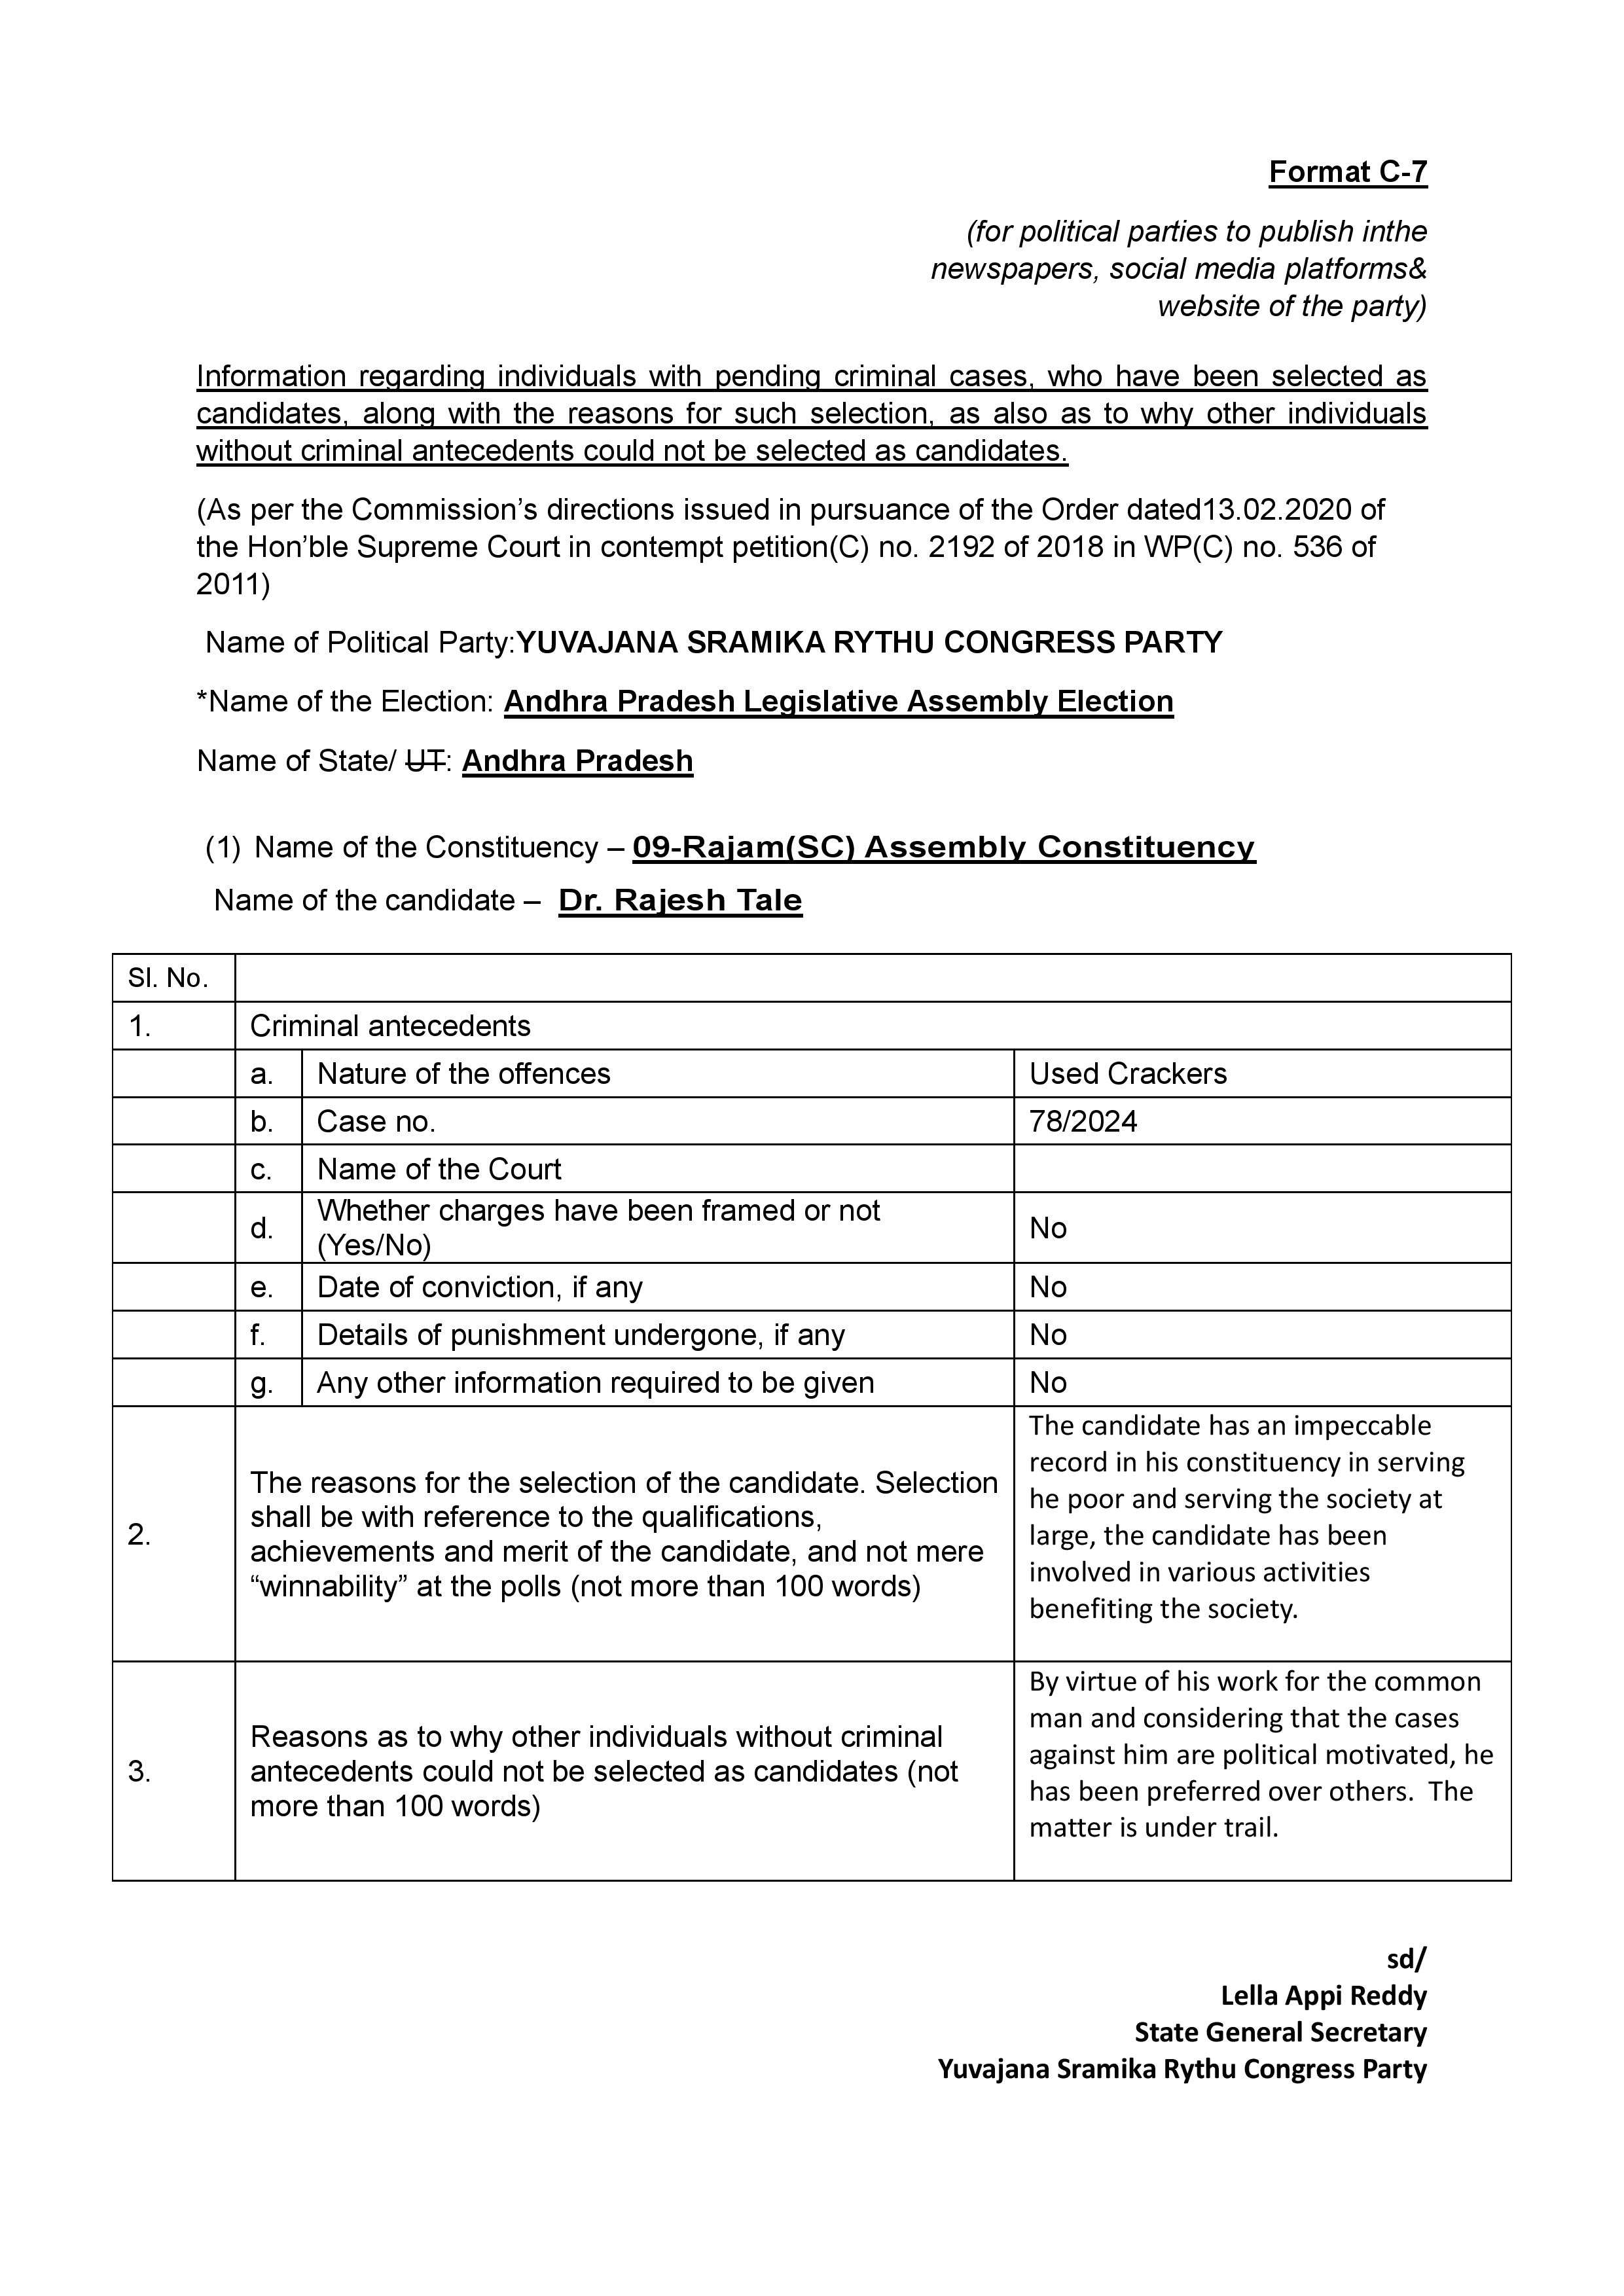 Format C-7
(for political parties to publish inthe
newspapers, social media platforms&
website of the party)
Information regarding individuals with pending criminal cases, who have been selected as
candidates, along with the reasons for such selection, as also as to why other individuals
without criminal antecedents could not be selected as candidates.
(As per the Commission’s directions issued in pursuance of the Order dated13.02.2020 of
the Hon’ble Supreme Court in contempt petition(C) no. 2192 of 2018 in WP(C) no. 536 of
2011)
Name of Political Party:YUVAJANA SRAMIKA RYTHU CONGRESS PARTY
*Name of the Election: Andhra Pradesh Legislative Assembly Election
Name of State/ UT: Andhra Pradesh
(1) Name of the Constituency – 09-Rajam(SC) Assembly Constituency
Name of the candidate – Dr. Rajesh Tale
Sl. No.
1. Criminal antecedents
a. Nature of the offences Used Crackers
b. Case no. 78/2024
c. Name of the Court
d. Whether charges have been framed or not
(Yes/No)
No
e. Date of conviction, if any No
f. Details of punishment undergone, if any No
g. Any other information required to be given No
2.
The reasons for the selection of the candidate. Selection
shall be with reference to the qualifications,
achievements and merit of the candidate, and not mere
“winnability” at the polls (not more than 100 words)
The candidate has an impeccable
record in his constituency in serving
he poor and serving the society at
large, the candidate has been
involved in various activities
benefiting the society.
3.
Reasons as to why other individuals without criminal
antecedents could not be selected as candidates (not
more than 100 words)
By virtue of his work for the common
man and considering that the cases
against him are political motivated, he
has been preferred over others. The
matter is under trail.
sd/
Lella Appi Reddy
State General Secretary
Yuvajana Sramika Rythu Congress Party